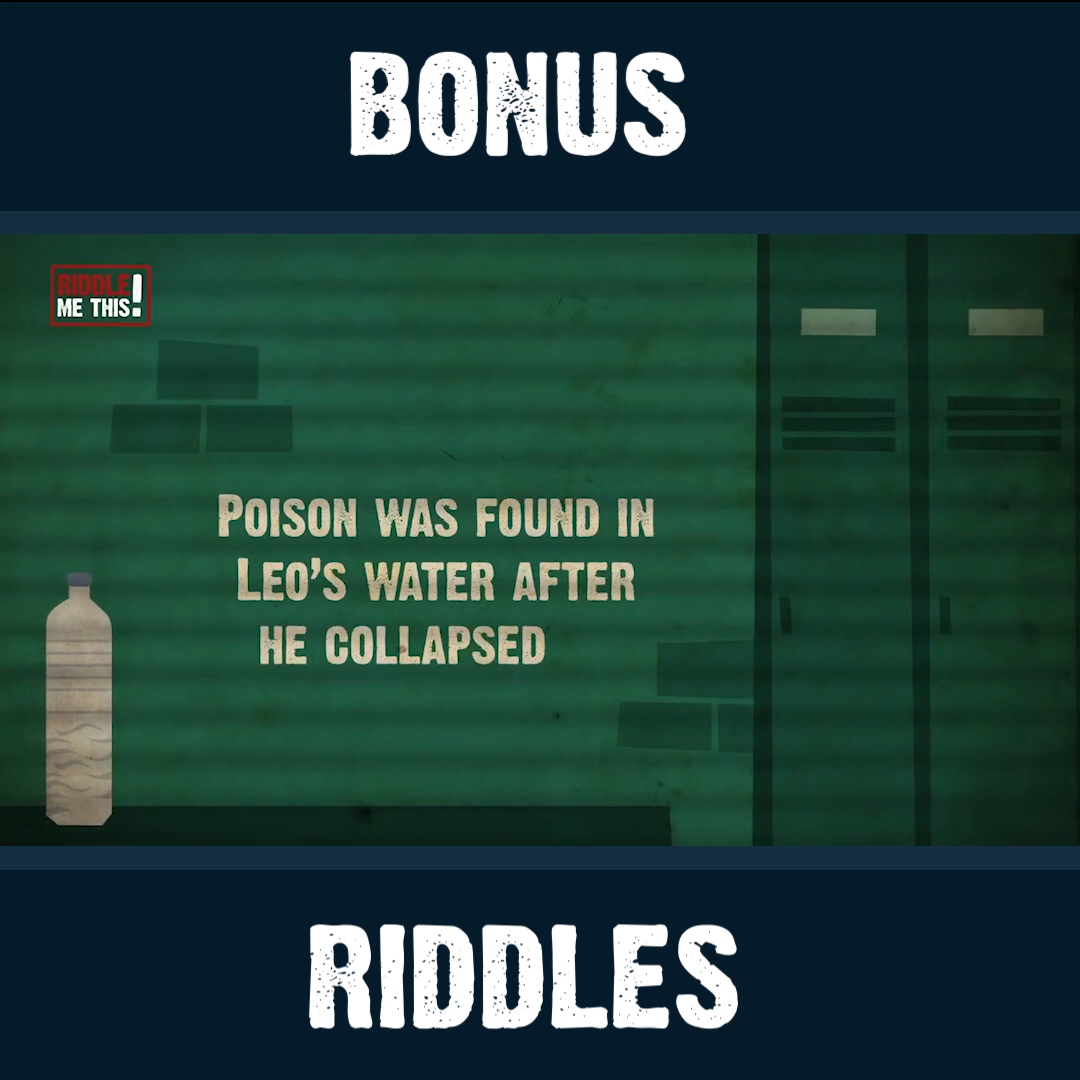 BONUS
RIDDLE
ME THIS!
POISON WAS FOUND IN
LEO'S WATER AFTER
HE COLLAPSED
RIDDLES